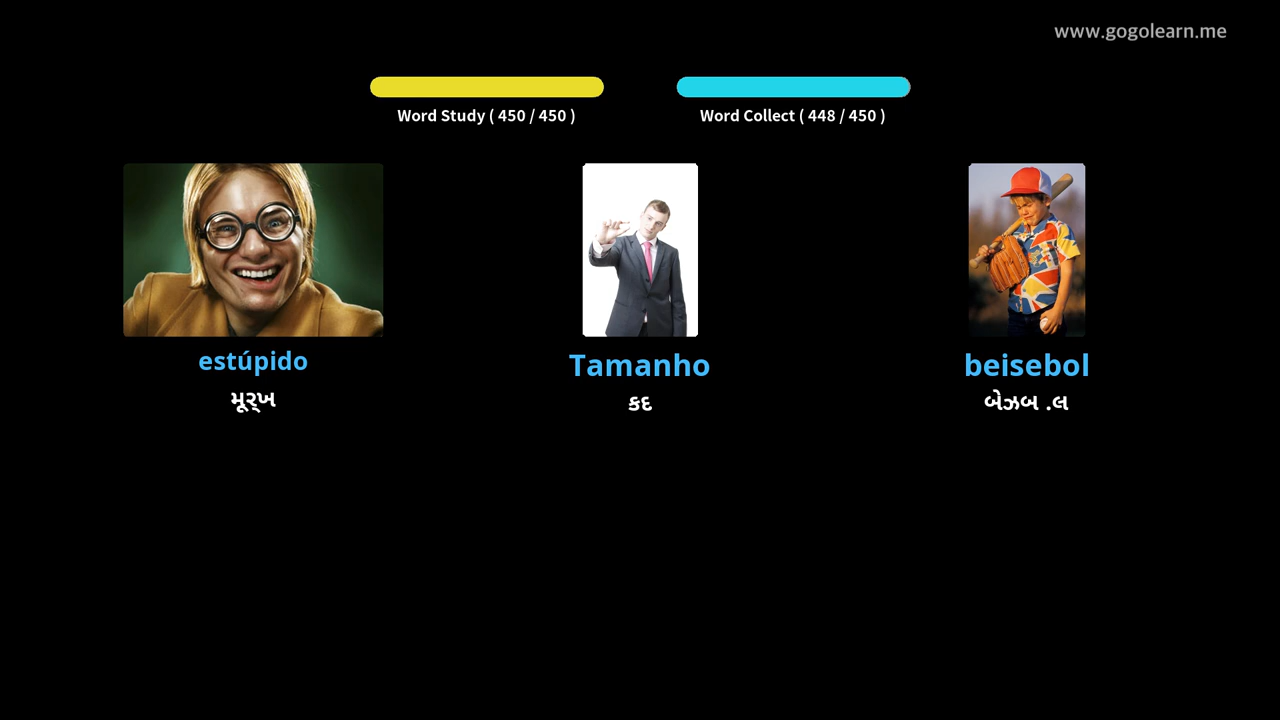 www.gogolearn.me
Word Study ( 450 / 450 )
Word Collect ( 448 / 450 )
estúpido
મૂર્ખ
Tamanho
કદ
beisebol
બેઝબ .લ